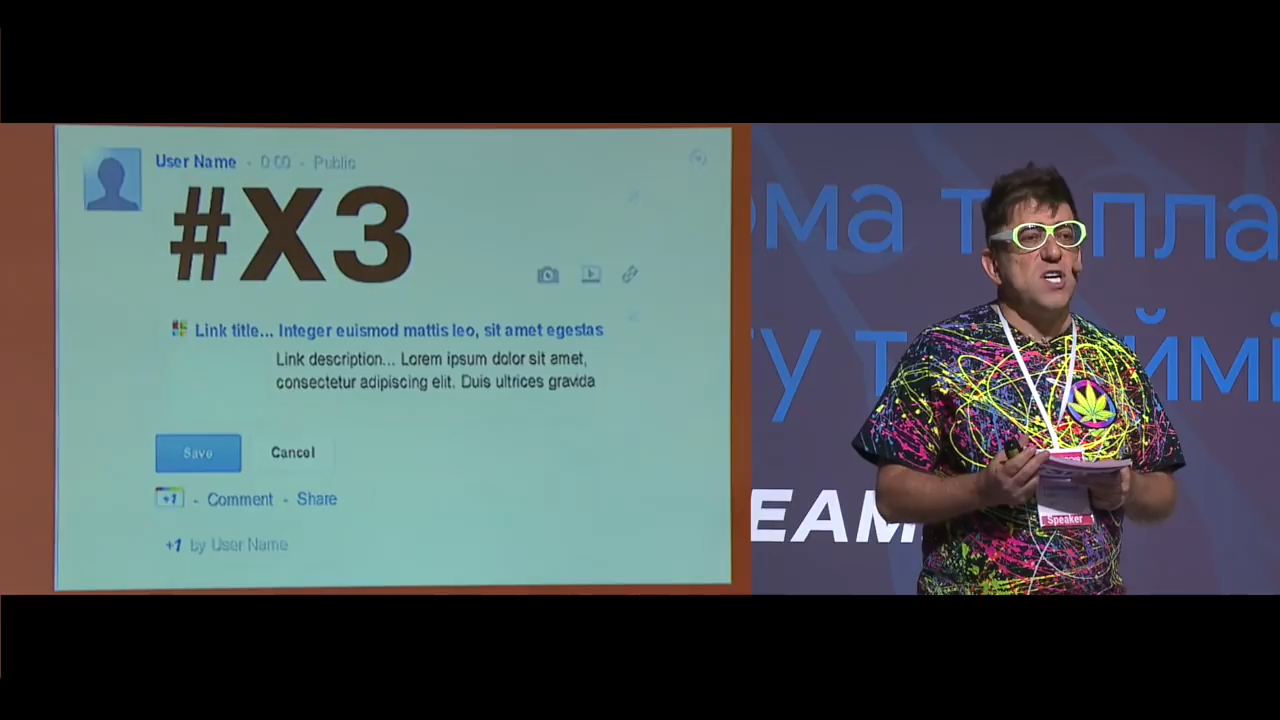 User Name - 0:00 - Public
#X3
Link title... Integer euismod mattis leo, sit amet egestas
Link description... Lorem ipsum dolor sit amet,
consectetur adipiscing elit. Duis ultrices gravida
Save Cancel
+1 - Comment - Share
+1 by User Name
ома т пла
ту т ймі
EAM
Speaker